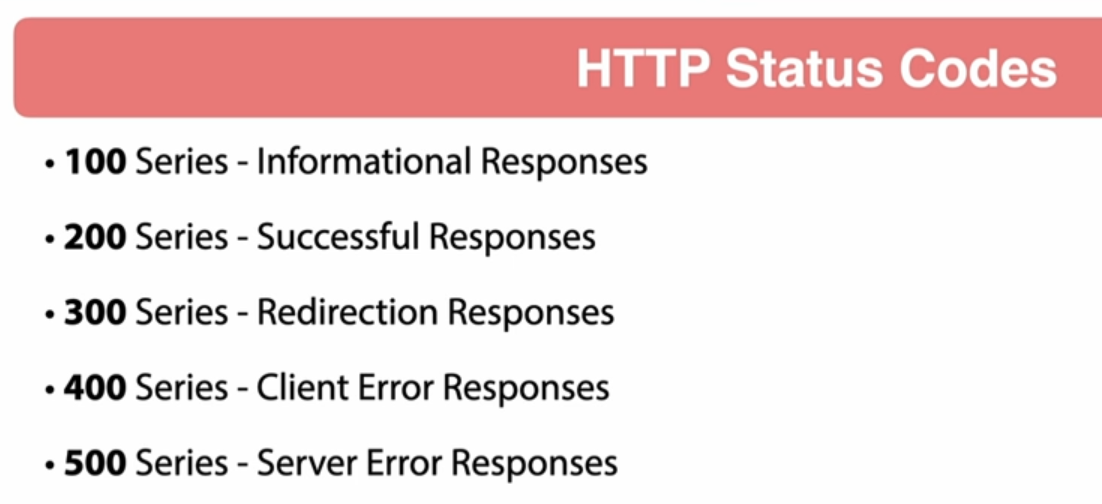 HTTP Status Codes
• 100 Series - Informational Responses
• 200 Series - Successful Responses
• 300 Series - Redirection Responses
• 400 Series - Client Error Responses
• 500 Series - Server Error Responses